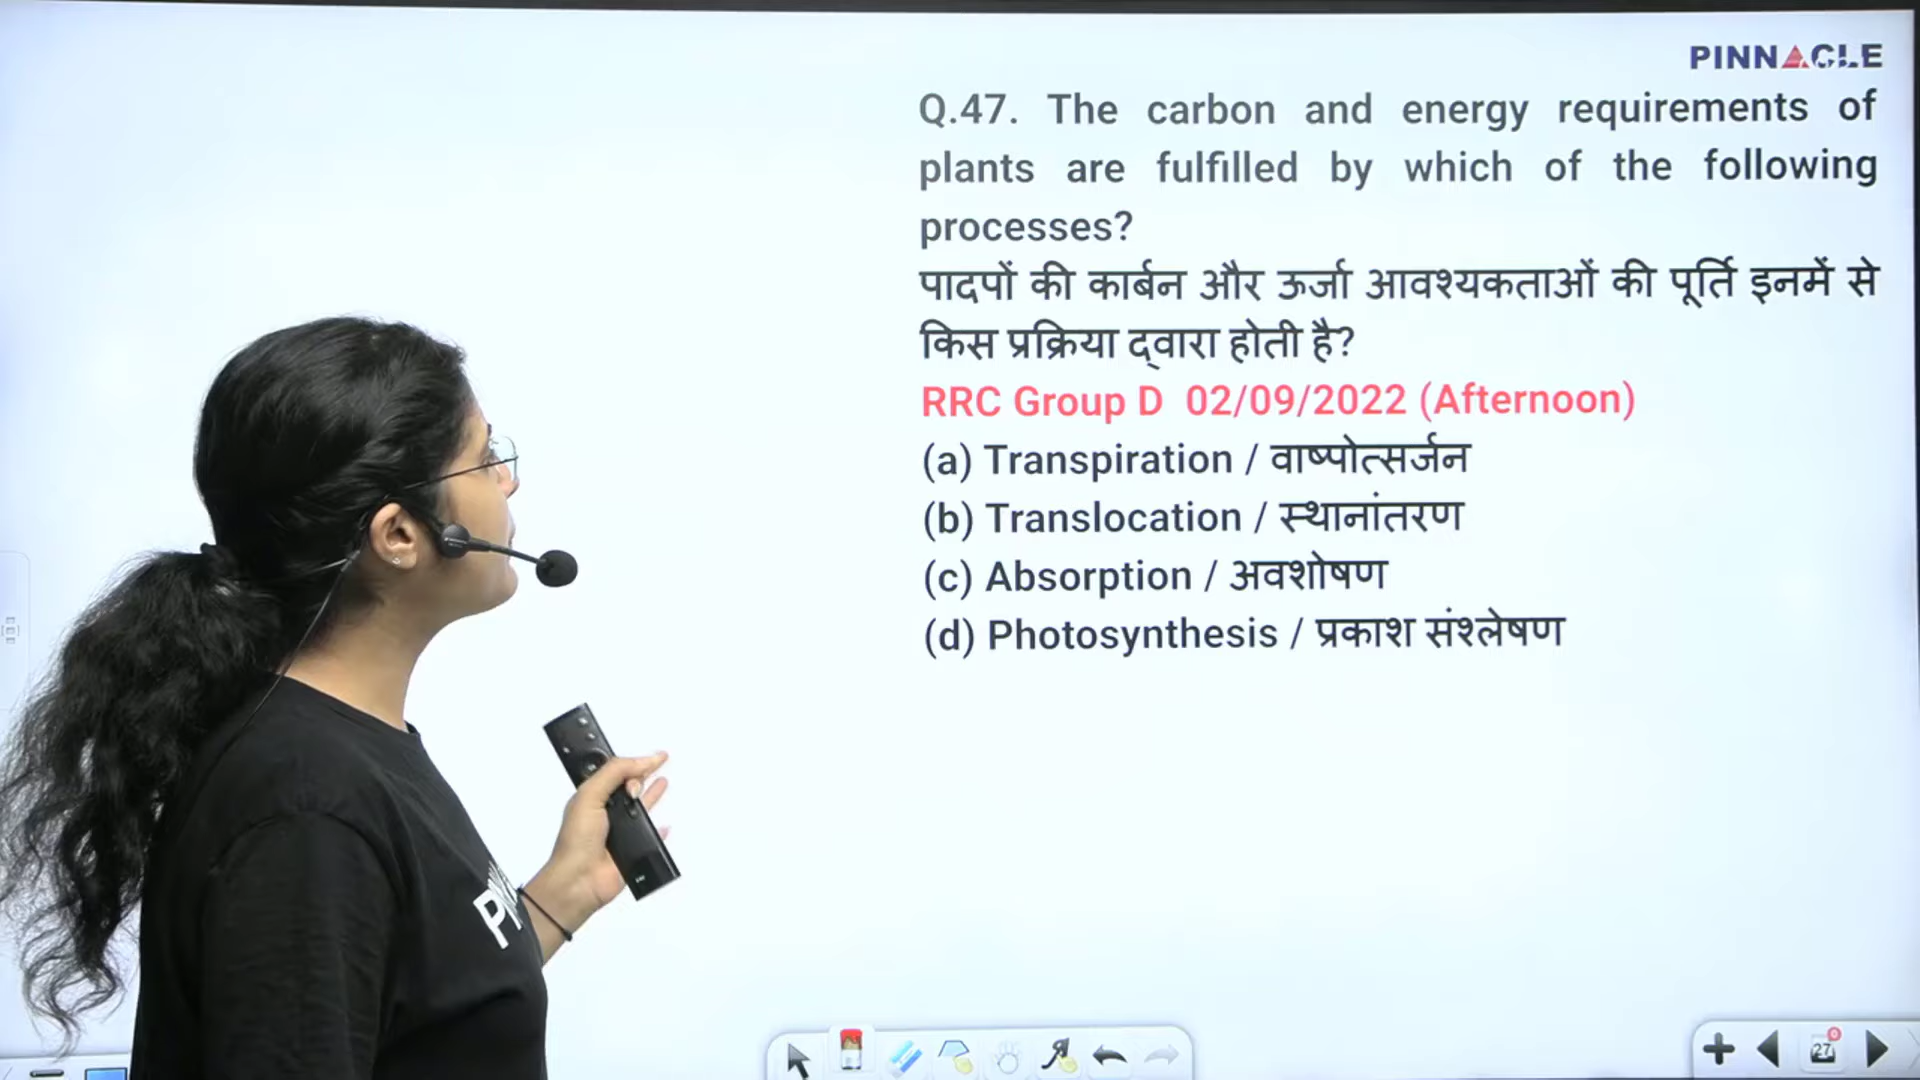 PINNACLE
Q.47. The carbon and energy requirements of
plants are fulfilled by which of the following
processes?
पादपों की कार्बन और ऊर्जा आवश्यकताओं की पूर्ति इनमें से
किस प्रक्रिया द्वारा होती है?
RRC Group D 02/09/2022 (Afternoon)
(a) Transpiration / वाष्पोत्सर्जन
(b) Translocation / स्थानांतरण
(c) Absorption / अवशोषण
(d) Photosynthesis / प्रकाश संश्लेषण
27